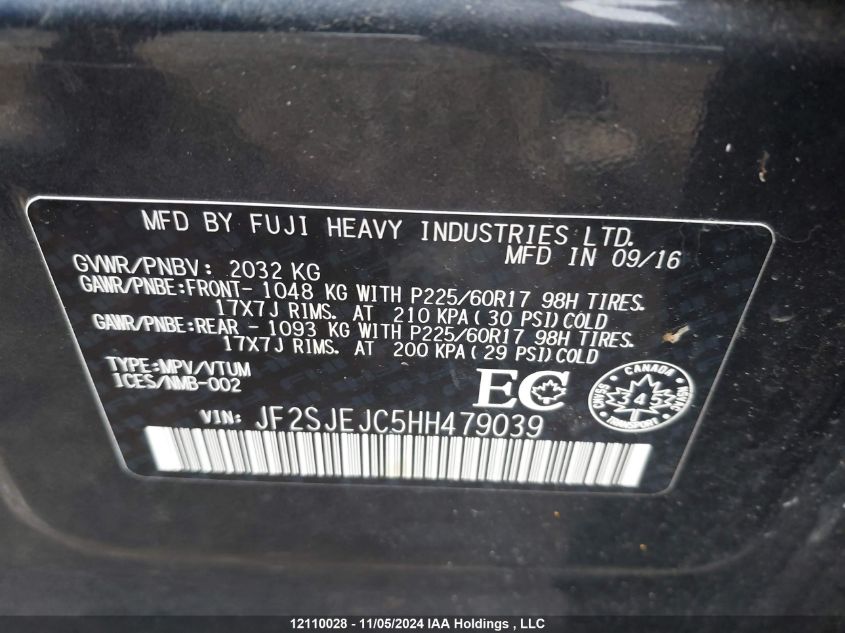 MFD BY FUJI HEAVY INDUSTRIES LTD.
MFD IN 09/16
GVWR/PNBV: 2032 KG
GAWR/PNBE:FRONT- 1048 KG WITH P225/60R17 98H TIRES.
17X7J RIMS. AT 210 KPA(30 PSI)COLD
GAWR/PNBE:REAR - 1093 KG WITH P225/60R17 98H TIRES.
17X7J RIMS. AT 200 KPA(29 PSI)COLD
TYPE:MPV/VTUM
ICES/NMB-002
EC
CANADA
345
TRANSPORT
VIN: JF2SJEJC5HH479039
12110028 - 11/05/2024 IAA Holdings , LLC